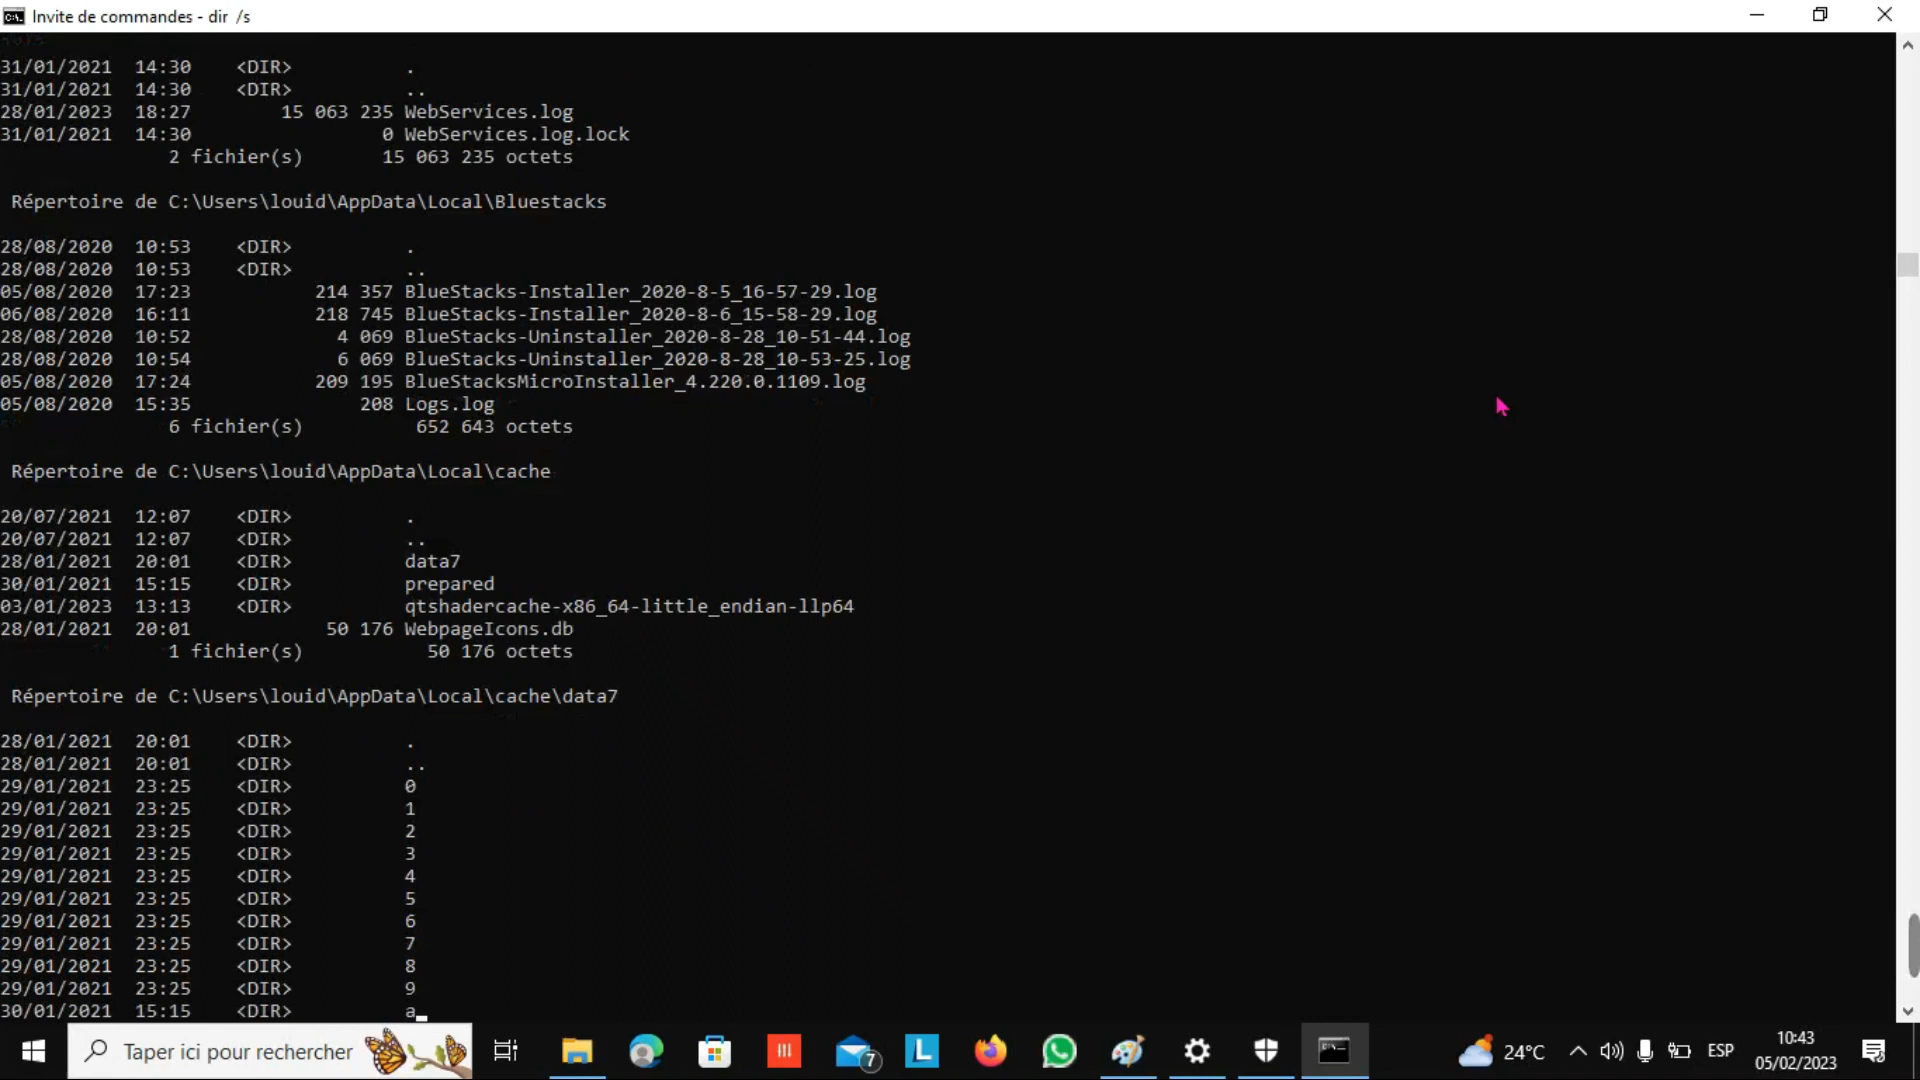 Invite de commandes - dir /s
31/01/2021  14:30    <DIR>          .
31/01/2021  14:30    <DIR>          ..
28/01/2023  18:27        15 063 235 WebServices.log
31/01/2021  14:30                 0 WebServices.log.lock
2 fichier(s)       15 063 235 octets
Répertoire de C:\Users\louid\AppData\Local\Bluestacks
28/08/2020  10:53    <DIR>          .
28/08/2020  10:53    <DIR>          ..
05/08/2020  17:23           214 357 BlueStacks-Installer_2020-8-5_16-57-29.log
06/08/2020  16:11           218 745 BlueStacks-Installer_2020-8-6_15-58-29.log
28/08/2020  10:52             4 069 BlueStacks-Uninstaller_2020-8-28_10-51-44.log
28/08/2020  10:54             6 069 BlueStacks-Uninstaller_2020-8-28_10-53-25.log
05/08/2020  17:24           209 195 BlueStacksMicroInstaller_4.220.0.1109.log
05/08/2020  15:35               208 Logs.log
6 fichier(s)          652 643 octets
Répertoire de C:\Users\louid\AppData\Local\cache
20/07/2021  12:07    <DIR>          .
20/07/2021  12:07    <DIR>          ..
28/01/2021  20:01    <DIR>          data7
30/01/2021  15:15    <DIR>          prepared
03/01/2023  13:13    <DIR>          qtshadercache-x86_64-little_endian-llp64
28/01/2021  20:01            50 176 WebpageIcons.db
1 fichier(s)           50 176 octets
Répertoire de C:\Users\louid\AppData\Local\cache\data7
28/01/2021  20:01    <DIR>          .
28/01/2021  20:01    <DIR>          ..
29/01/2021  23:25    <DIR>          0
29/01/2021  23:25    <DIR>          1
29/01/2021  23:25    <DIR>          2
29/01/2021  23:25    <DIR>          3
29/01/2021  23:25    <DIR>          4
29/01/2021  23:25    <DIR>          5
29/01/2021  23:25    <DIR>          6
29/01/2021  23:25    <DIR>          7
29/01/2021  23:25    <DIR>          8
29/01/2021  23:25    <DIR>          9
30/01/2021  15:15    <DIR>          a
Taper ici pour rechercher
7
L
24°C
ESP
10:43
05/02/2023